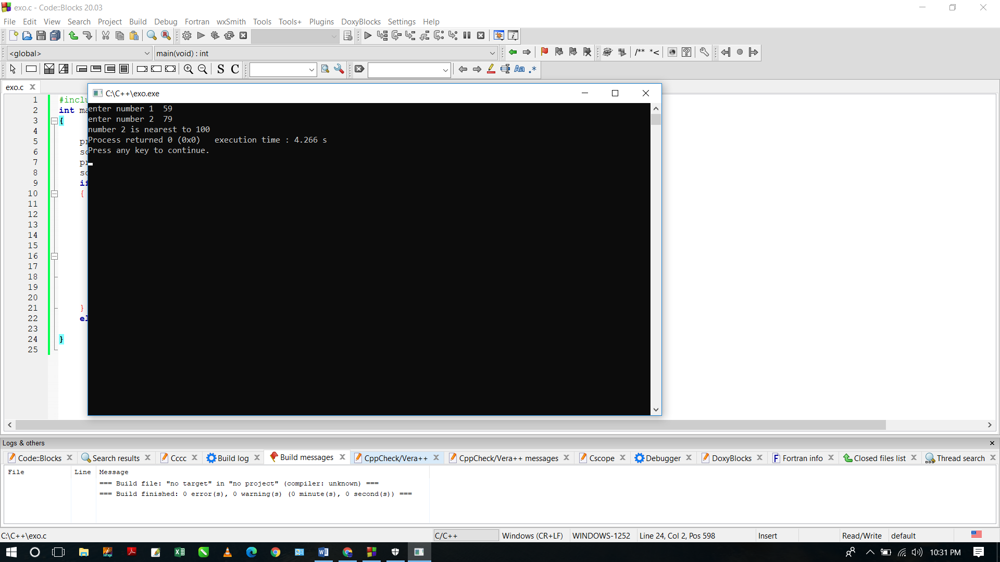 exo.c - Code::Blocks 20.03
File Edit View Search Project Build Debug Fortran wxSmith Tools Tools+ Plugins DoxyBlocks Settings Help
<global> main(void) : int /** *<
S C Aa .*
exo.c
C:\C++\exo.exe
enter number 1  59
enter number 2  79
number 2 is nearest to 100
Process returned 0 (0x0)   execution time : 4.266 s
Press any key to continue.
1 #inclu
2 int ma
3 {
4
5 pr
6 sc
7 pr
8 sc
9 if
10 {
11
12
13
14
15
16
17
18
19
20
21 }
22 el
23
24 }
25
Logs & others
Code::Blocks Search results Cccc Build log Build messages CppCheck/Vera++ CppCheck/Vera++ messages Cscope Debugger DoxyBlocks Fortran info Closed files list Thread search
File Line Message
=== Build file: "no target" in "no project" (compiler: unknown) ===
=== Build finished: 0 error(s), 0 warning(s) (0 minute(s), 0 second(s)) ===
C:\C++\exo.c C/C++ Windows (CR+LF) WINDOWS-1252 Line 24, Col 2, Pos 598 Insert Read/Write default
10:31 PM